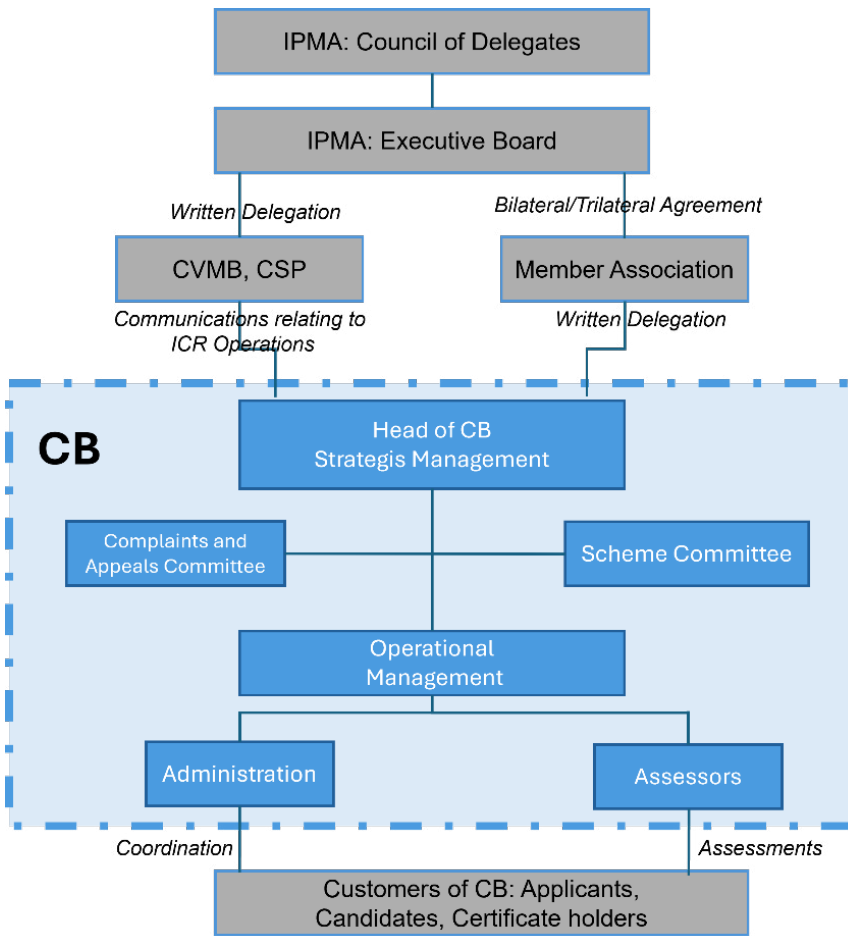 IPMA: Council of Delegates
IPMA: Executive Board
Written Delegation
Bilateral/Trilateral Agreement
CVMB, CSP
Member Association
Communications relating to
ICR Operations
Written Delegation
CB
Head of CB
Strategis Management
Complaints and
Appeals Committee
Scheme Committee
Operational
Management
Administration
Assessors
Coordination
Assessments
Customers of CB: Applicants,
Candidates, Certificate holders